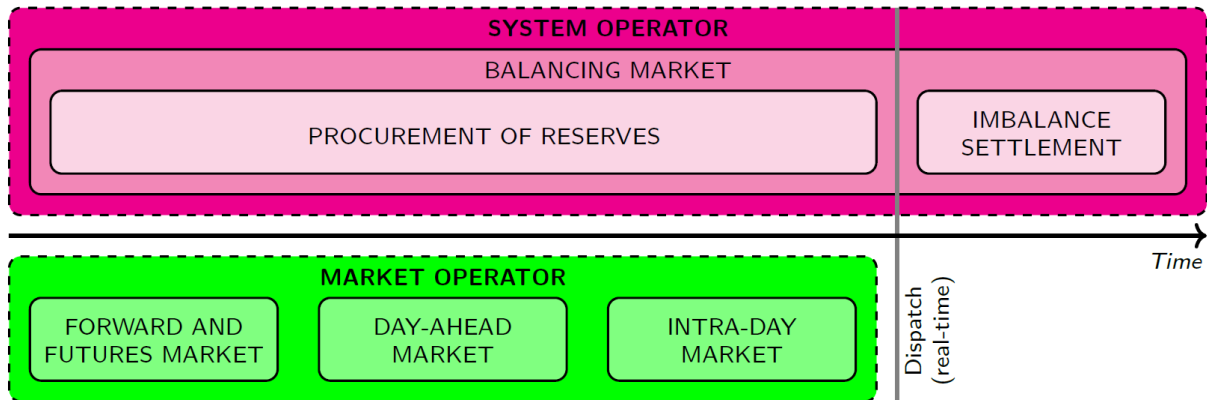 SYSTEM OPERATOR
BALANCING MARKET
PROCUREMENT OF RESERVES
IMBALANCE
SETTLEMENT
Time
MARKET OPERATOR
FORWARD AND
FUTURES MARKET
DAY-AHEAD
MARKET
INTRA-DAY
MARKET
Dispatch
(real-time)